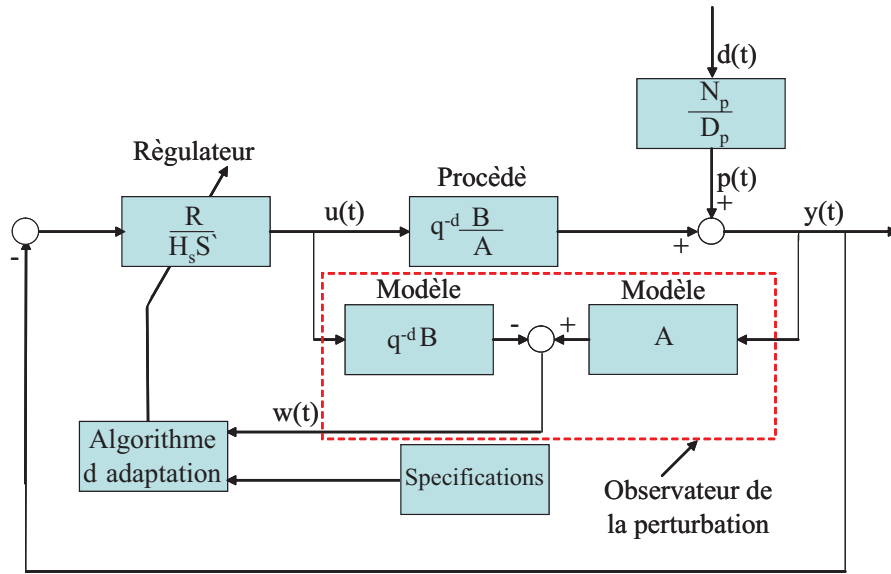 d(t)
N_p
D_p
p(t)
+
Règulateur
R
H_sS`
u(t)
Procèdè
q^-d B
A
+
y(t)
-
Modèle
q^-d B
-
+
Modèle
A
w(t)
Algorithme
d adaptation
Specifications
Observateur de
la perturbation